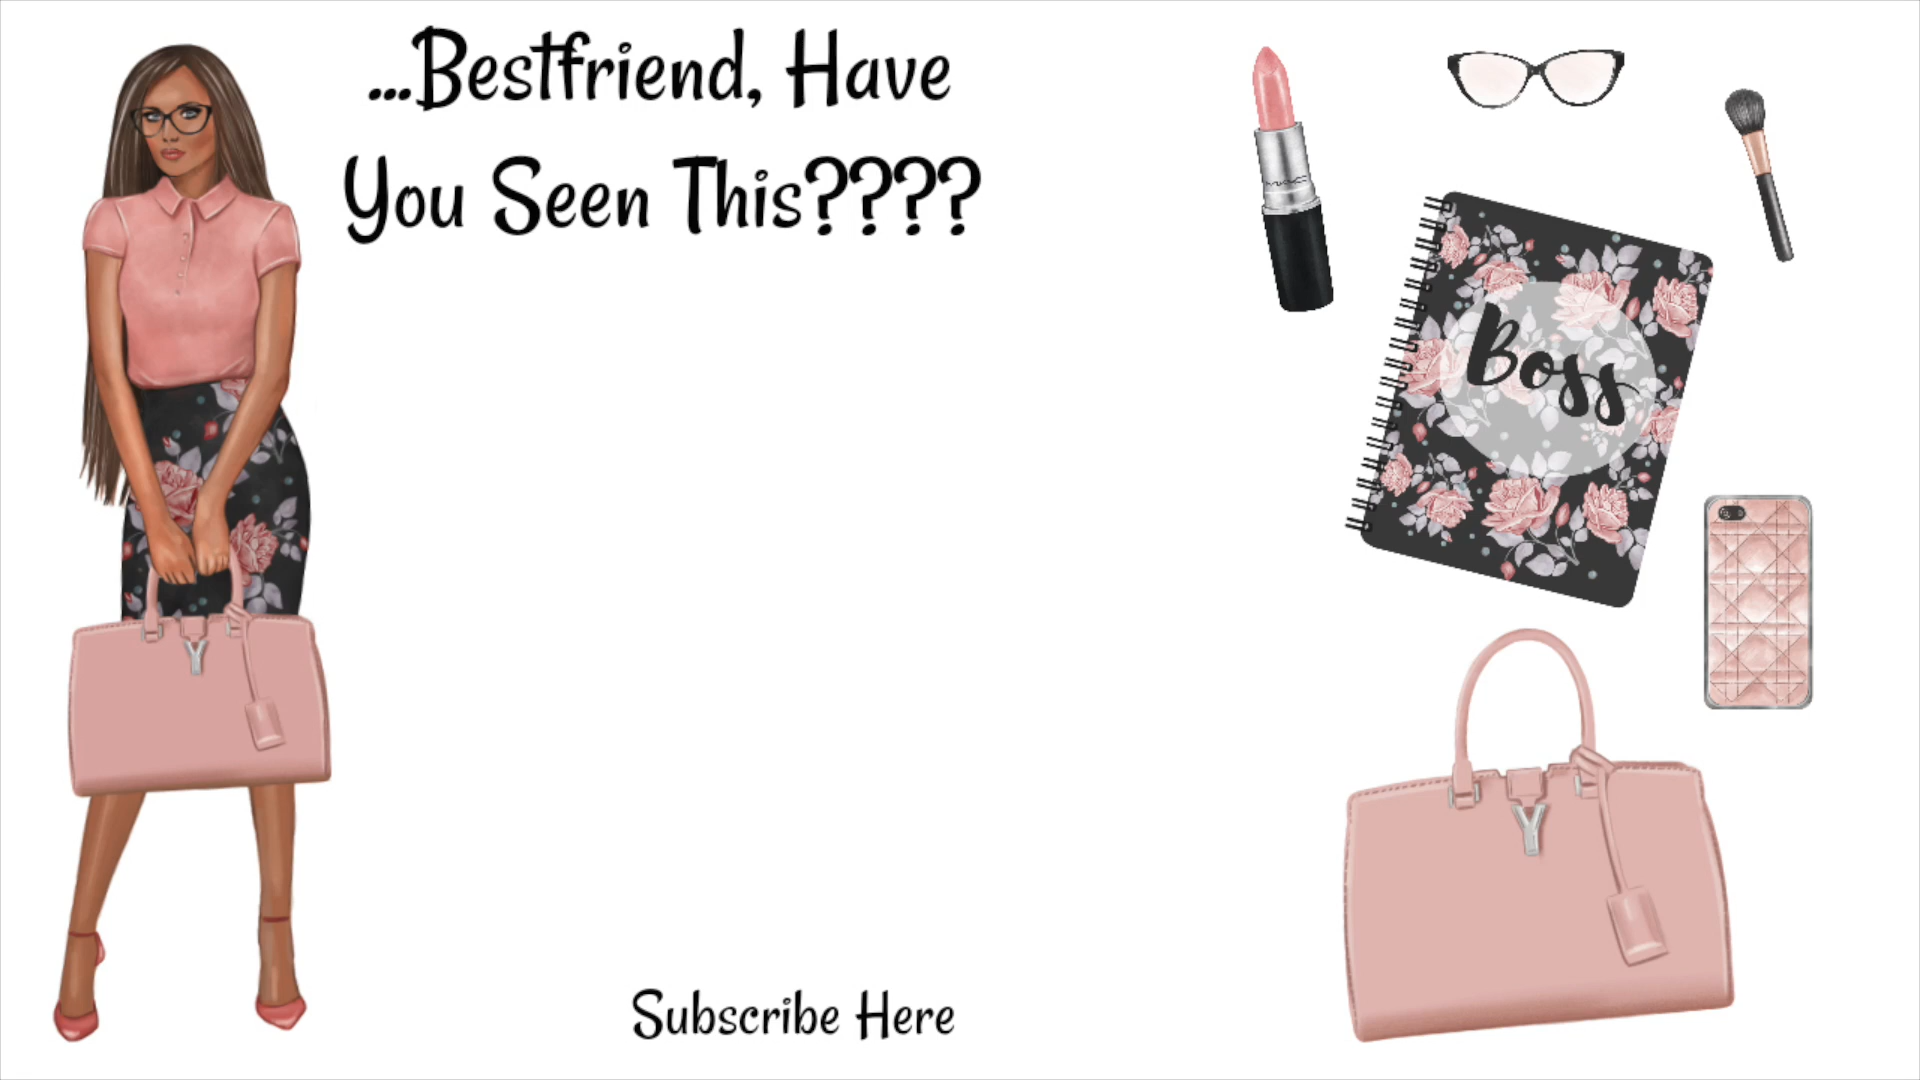 ...Bestfriend, Have
You Seen This????
Boss
Y
Y
Subscribe Here